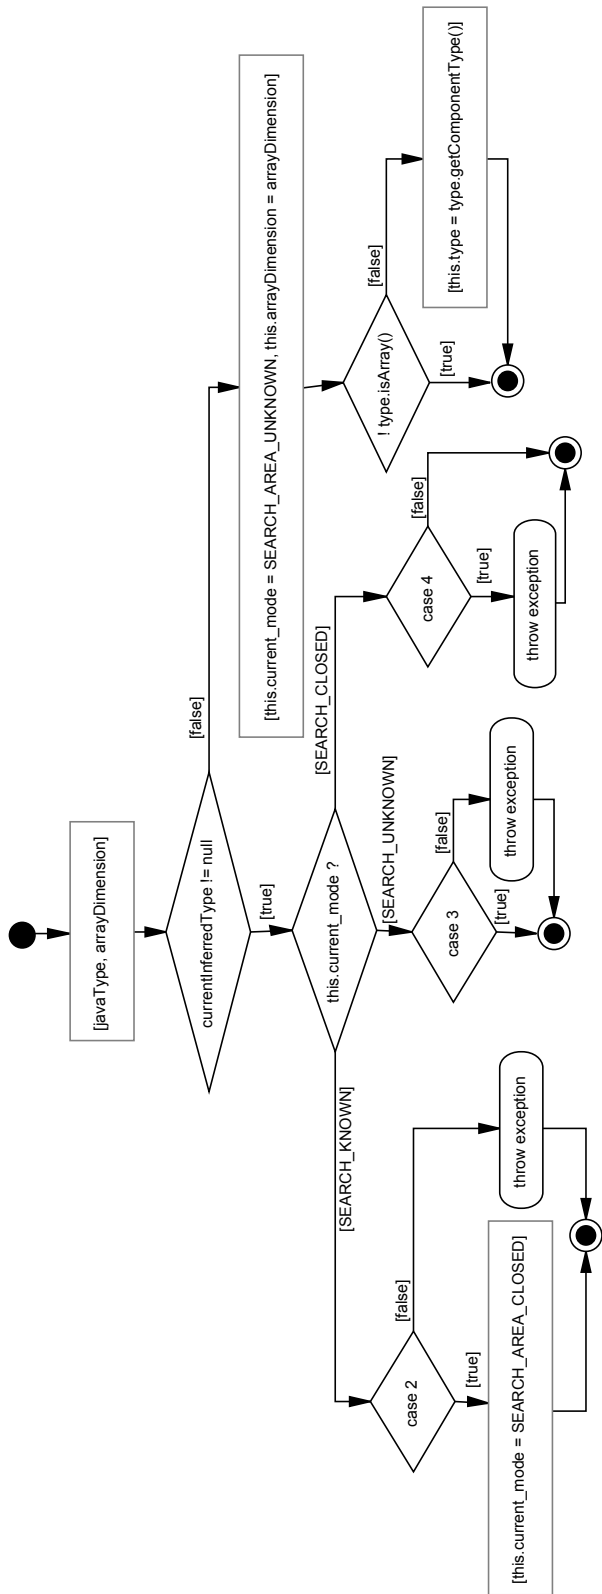 [javaType, arrayDimension]
currentInferredType != null
[false]
[true]
[this.current_mode = SEARCH_AREA_UNKNOWN, this.arrayDimension = arrayDimension]
! type.isArray()
[false]
[true]
[this.type = type.getComponentType()]
this.current_mode ?
[SEARCH_CLOSED]
[SEARCH_UNKNOWN]
[SEARCH_KNOWN]
case 4
[false]
[true]
throw exception
case 3
[false]
[true]
throw exception
case 2
[false]
[true]
throw exception
[this.current_mode = SEARCH_AREA_CLOSED]